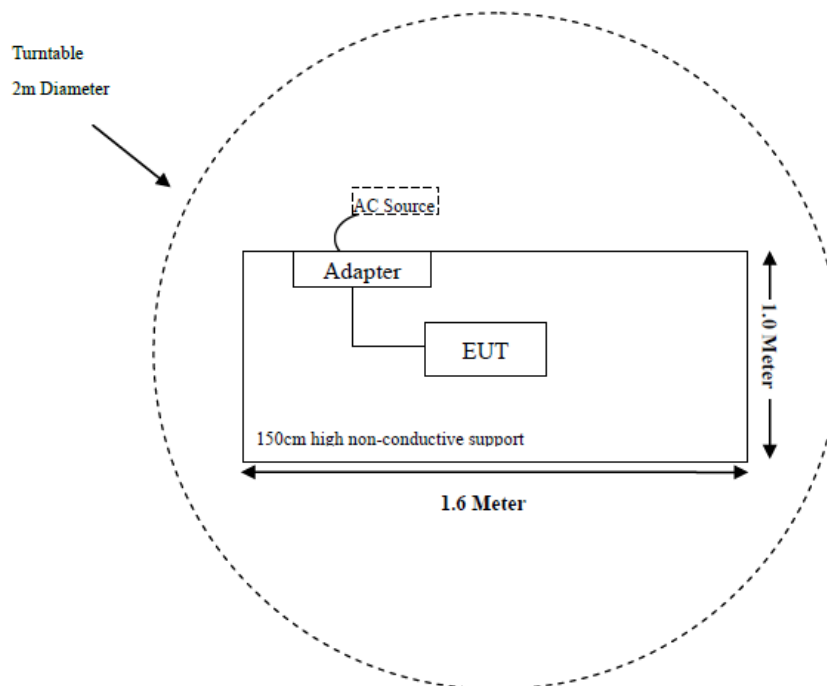 Turntable
2m Diameter
AC Source
Adapter
EUT
1.0 Meter
150cm high non-conductive support
1.6 Meter